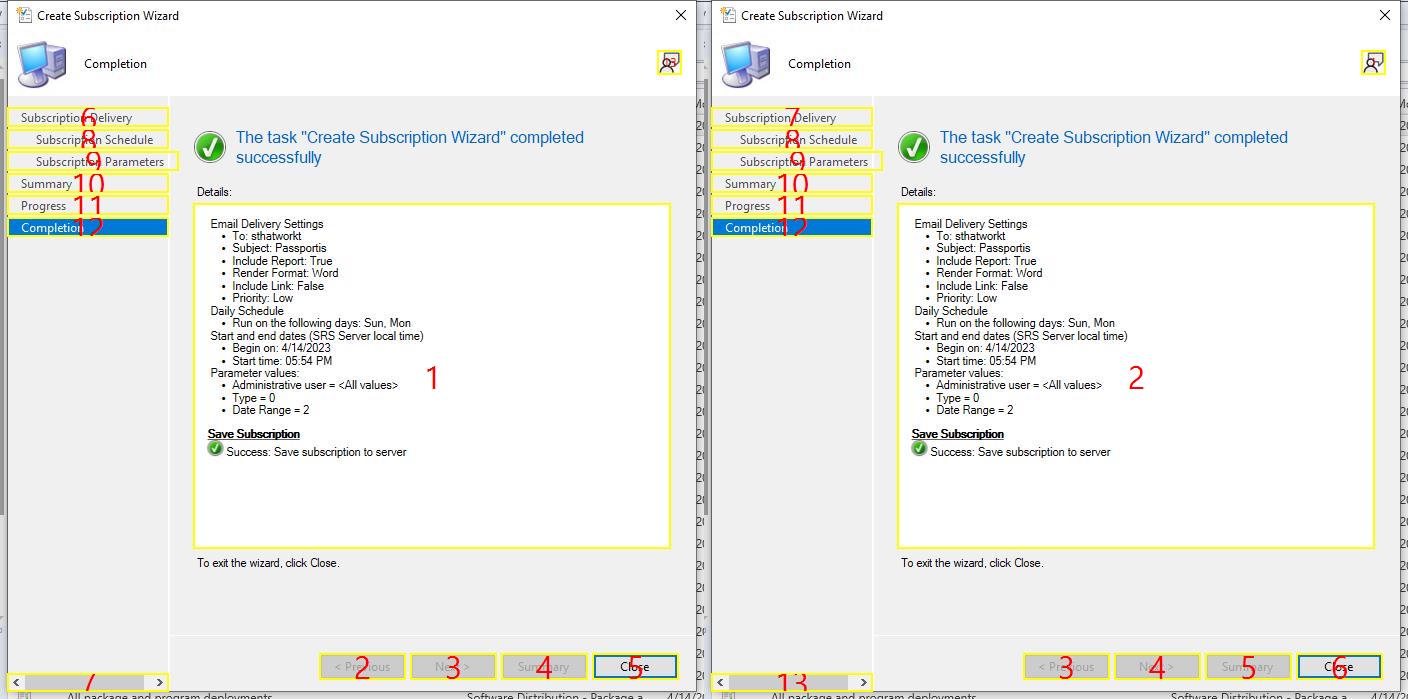 Create Subscription Wizard
Completion
Subscription Delivery
Subscription Schedule
Subscription Parameters
Summary
Progress
Completion
6
8
9
10
11
12
7
The task "Create Subscription Wizard" completed
successfully
Details:
Email Delivery Settings
• To: sthatworkt
• Subject: Passportis
• Include Report: True
• Render Format: Word
• Include Link: False
• Priority: Low
Daily Schedule
• Run on the following days: Sun, Mon
Start and end dates (SRS Server local time)
• Begin on: 4/14/2023
• Start time: 05:54 PM
Parameter values:
• Administrative user = <All values>
• Type = 0
• Date Range = 2
1
Save Subscription
Success: Save subscription to server
To exit the wizard, click Close.
< Previous
Next >
Summary
Close
2
3
4
5
All package and program deployments
Software Distribution - Package a
4/14/20
Create Subscription Wizard
Completion
Subscription Delivery
Subscription Schedule
Subscription Parameters
Summary
Progress
Completion
7
8
9
10
11
12
13
The task "Create Subscription Wizard" completed
successfully
Details:
Email Delivery Settings
• To: sthatworkt
• Subject: Passportis
• Include Report: True
• Render Format: Word
• Include Link: False
• Priority: Low
Daily Schedule
• Run on the following days: Sun, Mon
Start and end dates (SRS Server local time)
• Begin on: 4/14/2023
• Start time: 05:54 PM
Parameter values:
• Administrative user = <All values>
• Type = 0
• Date Range = 2
2
Save Subscription
Success: Save subscription to server
To exit the wizard, click Close.
< Previous
Next >
Summary
Close
3
4
5
6
All package and program deployments
Software Distribution - Package a
4/14/20